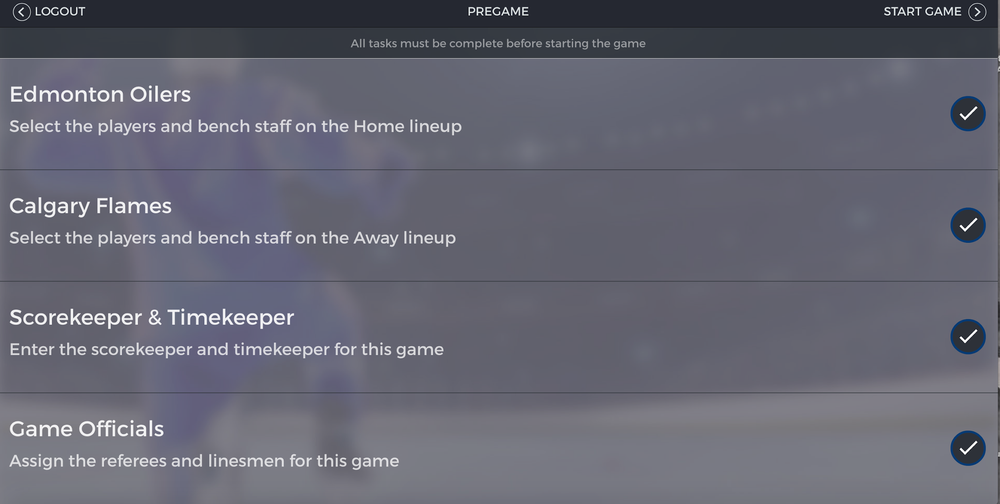 LOGOUT
PREGAME
START GAME
All tasks must be complete before starting the game
Edmonton Oilers
Select the players and bench staff on the Home lineup
Calgary Flames
Select the players and bench staff on the Away lineup
Scorekeeper & Timekeeper
Enter the scorekeeper and timekeeper for this game
Game Officials
Assign the referees and linesmen for this game